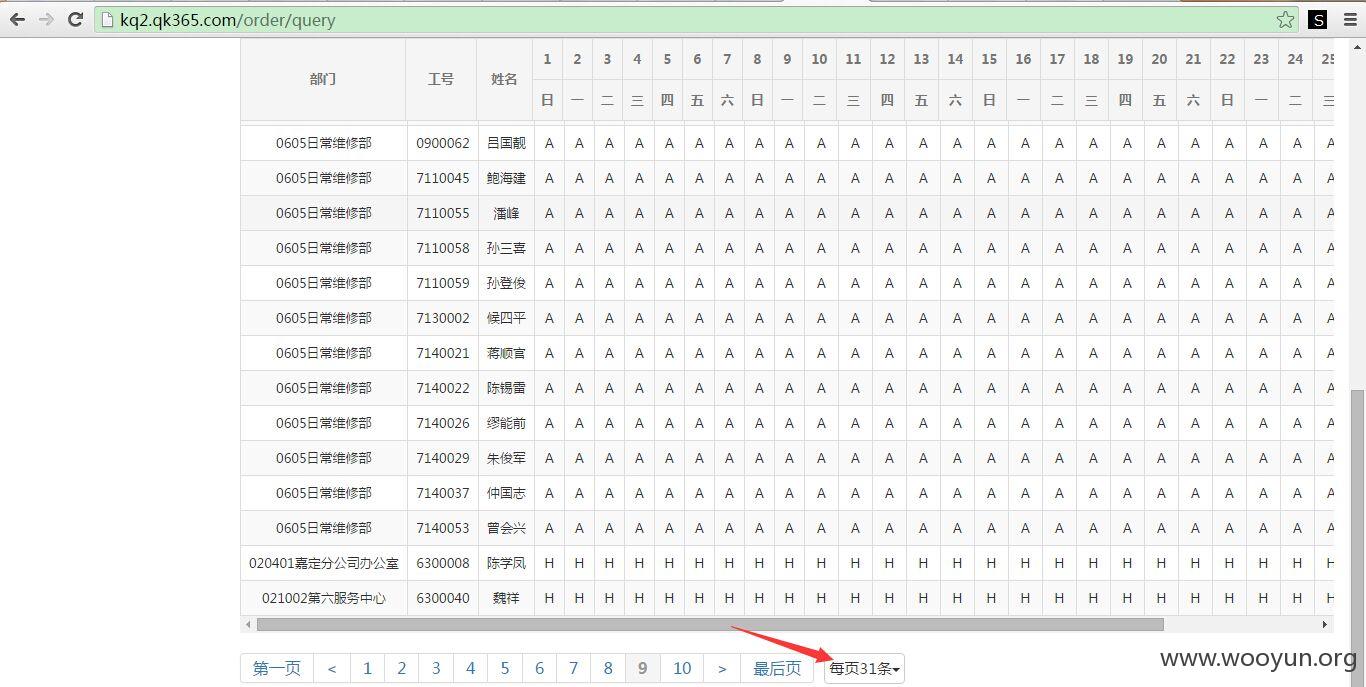 kq2.qk365.com/order/query
部门 工号 姓名 1 2 3 4 5 6 7 8 9 10 11 12 13 14 15 16 17 18 19 20 21 22 23 24 25
日 一 二 三 四 五 六 日 一 二 三 四 五 六 日 一 二 三 四 五 六 日 一 二 三
0605日常维修部 0900062 吕国靓 A A A A A A A A A A A A A A A A A A A A A A A A A
0605日常维修部 7110045 鲍海建 A A A A A A A A A A A A A A A A A A A A A A A A A
0605日常维修部 7110055 潘峰 A A A A A A A A A A A A A A A A A A A A A A A A A
0605日常维修部 7110058 孙三喜 A A A A A A A A A A A A A A A A A A A A A A A A A
0605日常维修部 7110059 孙登俊 A A A A A A A A A A A A A A A A A A A A A A A A A
0605日常维修部 7130002 候四平 A A A A A A A A A A A A A A A A A A A A A A A A A
0605日常维修部 7140021 蒋顺官 A A A A A A A A A A A A A A A A A A A A A A A A A
0605日常维修部 7140022 陈锡雷 A A A A A A A A A A A A A A A A A A A A A A A A A
0605日常维修部 7140026 缪能前 A A A A A A A A A A A A A A A A A A A A A A A A A
0605日常维修部 7140029 朱俊军 A A A A A A A A A A A A A A A A A A A A A A A A A
0605日常维修部 7140037 仲国志 A A A A A A A A A A A A A A A A A A A A A A A A A
0605日常维修部 7140053 曾会兴 A A A A A A A A A A A A A A A A A A A A A A A A A
020401嘉定分公司办公室 6300008 陈学凤 H H H H H H H H H H H H H H H H H H H H H H H H H
021002第六服务中心 6300040 魏祥 H H H H H H H H H H H H H H H H H H H H H H H H H
第一页 < 1 2 3 4 5 6 7 8 9 10 > 最后页 每页31条
www.wooyun.org